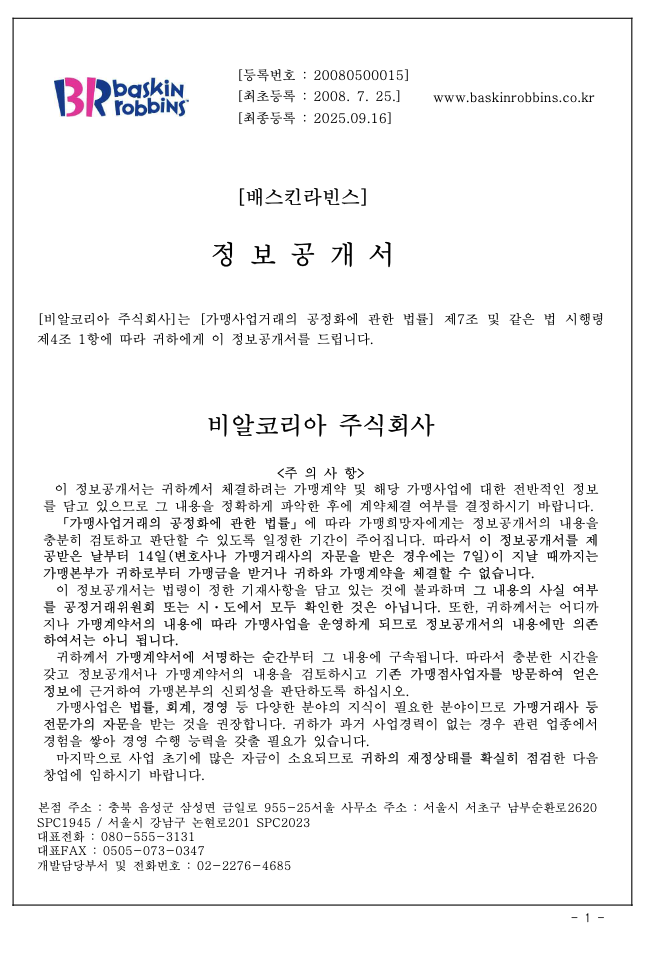 baskin
BR robbins
[등록번호 : 20080500015]
[최초등록 : 2008. 7. 25.] www.baskinrobbins.co.kr
[최종등록 : 2025.09.16]
[배스킨라빈스]
정 보 공 개 서
[비알코리아 주식회사]는 [가맹사업거래의 공정화에 관한 법률] 제7조 및 같은 법 시행령
제4조 1항에 따라 귀하에게 이 정보공개서를 드립니다.
비알코리아 주식회사
<주 의 사 항>
이 정보공개서는 귀하께서 체결하려는 가맹계약 및 해당 가맹사업에 대한 전반적인 정보
를 담고 있으므로 그 내용을 정확하게 파악한 후에 계약체결 여부를 결정하시기 바랍니다.
「가맹사업거래의 공정화에 관한 법률」에 따라 가맹희망자에게는 정보공개서의 내용을
충분히 검토하고 판단할 수 있도록 일정한 기간이 주어집니다. 따라서 이 정보공개서를 제
공받은 날부터 14일(변호사나 가맹거래사의 자문을 받은 경우에는 7일)이 지날 때까지는
가맹본부가 귀하로부터 가맹금을 받거나 귀하와 가맹계약을 체결할 수 없습니다.
이 정보공개서는 법령이 정한 기재사항을 담고 있는 것에 불과하며 그 내용의 사실 여부
를 공정거래위원회 또는 시·도에서 모두 확인한 것은 아닙니다. 또한, 귀하께서는 어디까
지나 가맹계약서의 내용에 따라 가맹사업을 운영하게 되므로 정보공개서의 내용에만 의존
하여서는 아니 됩니다.
귀하께서 가맹계약서에 서명하는 순간부터 그 내용에 구속됩니다. 따라서 충분한 시간을
갖고 정보공개서나 가맹계약서의 내용을 검토하시고 기존 가맹점사업자를 방문하여 얻은
정보에 근거하여 가맹본부의 신뢰성을 판단하도록 하십시오.
가맹사업은 법률, 회계, 경영 등 다양한 분야의 지식이 필요한 분야이므로 가맹거래사 등
전문가의 자문을 받는 것을 권장합니다. 귀하가 과거 사업경력이 없는 경우 관련 업종에서
경험을 쌓아 경영 수행 능력을 갖출 필요가 있습니다.
마지막으로 사업 초기에 많은 자금이 소요되므로 귀하의 재정상태를 확실히 점검한 다음
창업에 임하시기 바랍니다.
본점 주소 : 충북 음성군 삼성면 금일로 955-25서울 사무소 주소 : 서울시 서초구 남부순환로2620
SPC1945 / 서울시 강남구 논현로201 SPC2023
대표전화 : 080-555-3131
대표FAX : 0505-073-0347
개발담당부서 및 전화번호 : 02-2276-4685
- 1 -